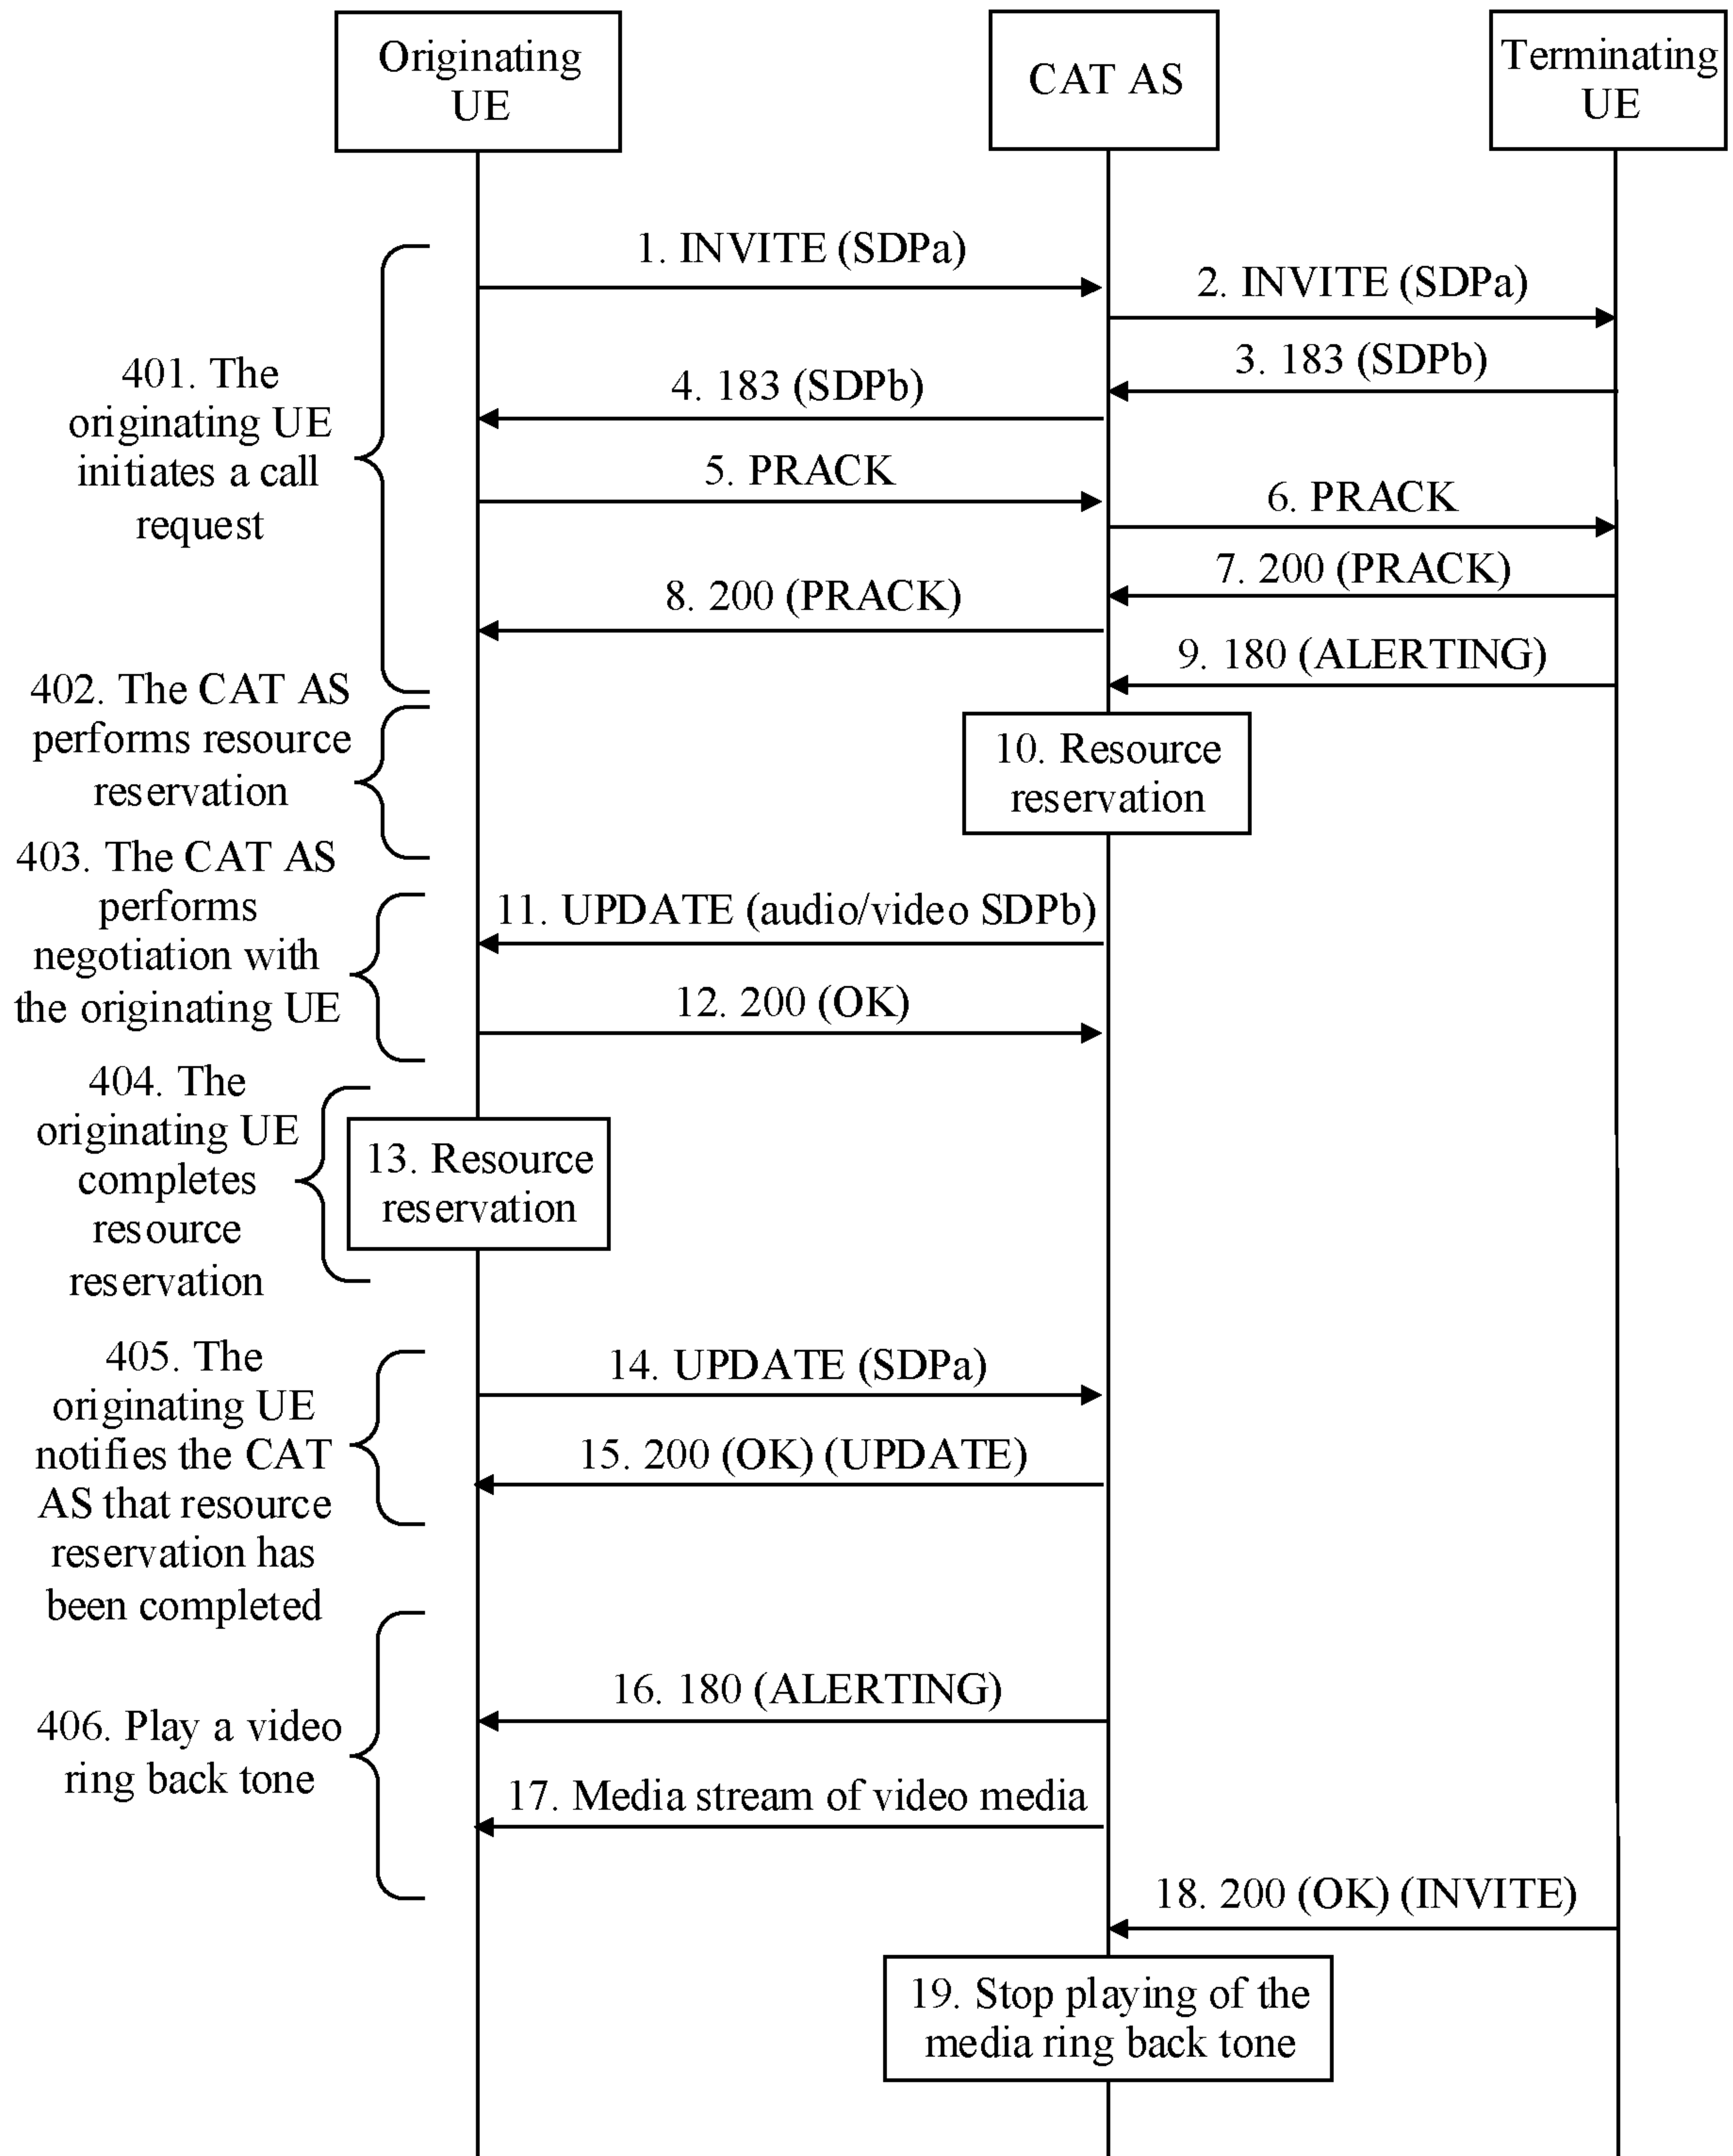 Originating
UE
CAT AS
Terminating
UE
401. The
originating UE
initiates a call
request
1. INVITE (SDPa)
2. INVITE (SDPa)
3. 183 (SDPb)
4. 183 (SDPb)
5. PRACK
6. PRACK
7. 200 (PRACK)
8. 200 (PRACK)
9. 180 (ALERTING)
402. The CAT AS
performs resource
reservation
10. Resource
reservation
403. The CAT AS
performs
negotiation with
the originating UE
11. UPDATE (audio/video SDPb)
12. 200 (OK)
404. The
originating UE
completes
resource
reservation
13. Resource
reservation
405. The
originating UE
notifies the CAT
AS that resource
reservation has
been completed
14. UPDATE (SDPa)
15. 200 (OK) (UPDATE)
406. Play a video
ring back tone
16. 180 (ALERTING)
17. Media stream of video media
18. 200 (OK) (INVITE)
19. Stop playing of the
media ring back tone